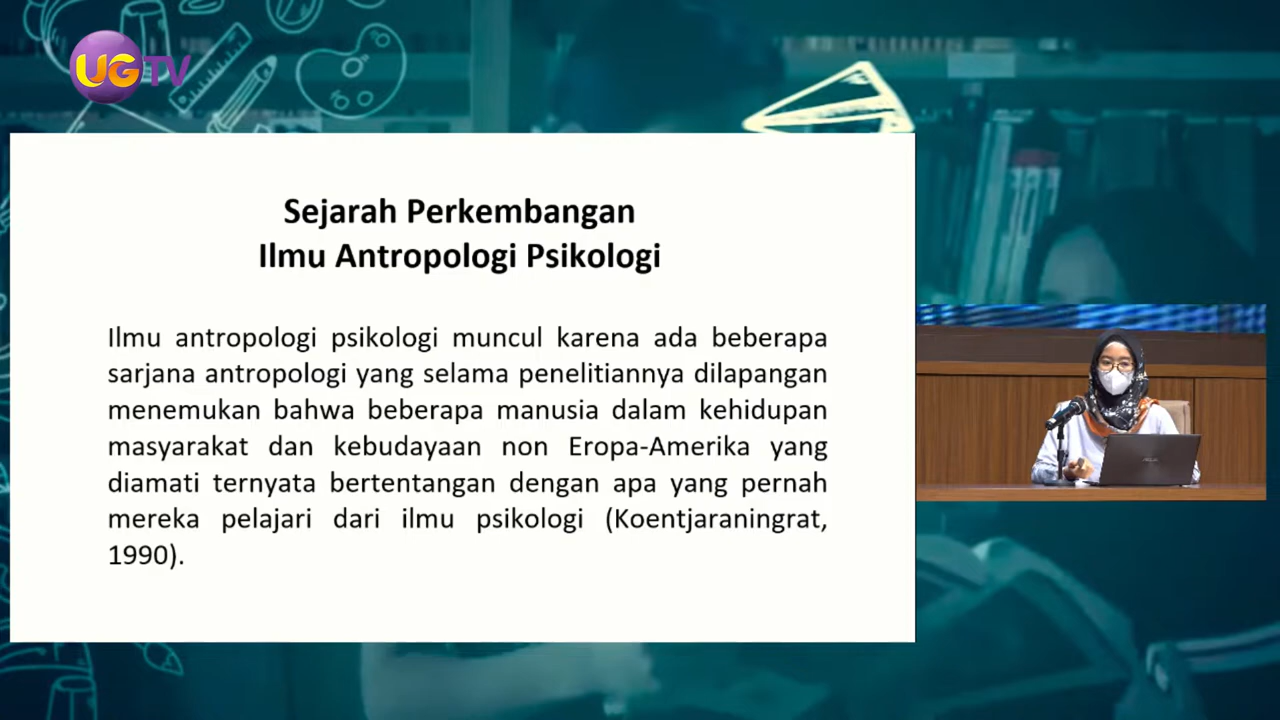 UGTV
Sejarah Perkembangan
Ilmu Antropologi Psikologi
Ilmu antropologi psikologi muncul karena ada beberapa
sarjana antropologi yang selama penelitiannya dilapangan
menemukan bahwa beberapa manusia dalam kehidupan
masyarakat dan kebudayaan non Eropa-Amerika yang
diamati ternyata bertentangan dengan apa yang pernah
mereka pelajari dari ilmu psikologi (Koentjaraningrat,
1990).